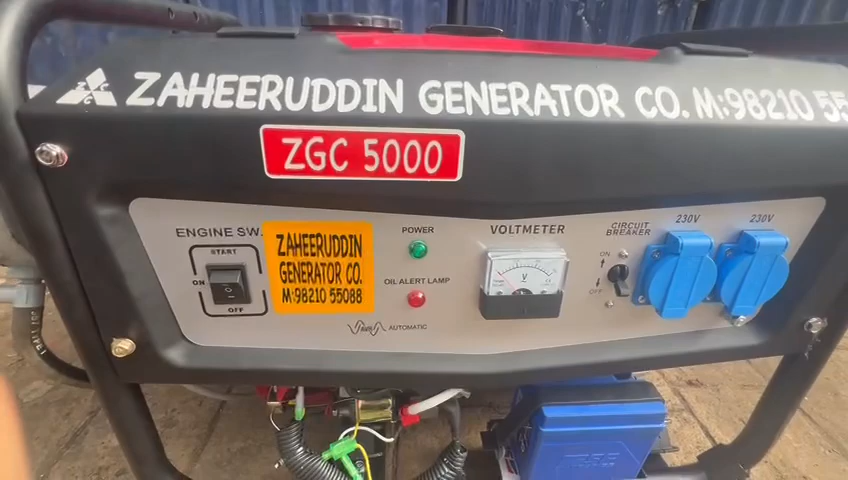 ZAHEERUDDIN GENERATOR CO. M:98210 55
ZGC 5000
ENGINE SW.
START
ON
OFF
ZAHEERUDDIN
GENERATOR CO.
M:98210 55088
POWER
OIL ALERT LAMP
AUTOMATIC
VOLTMETER
V
CIRCUIT
BREAKER
ON
OFF
230V
230V